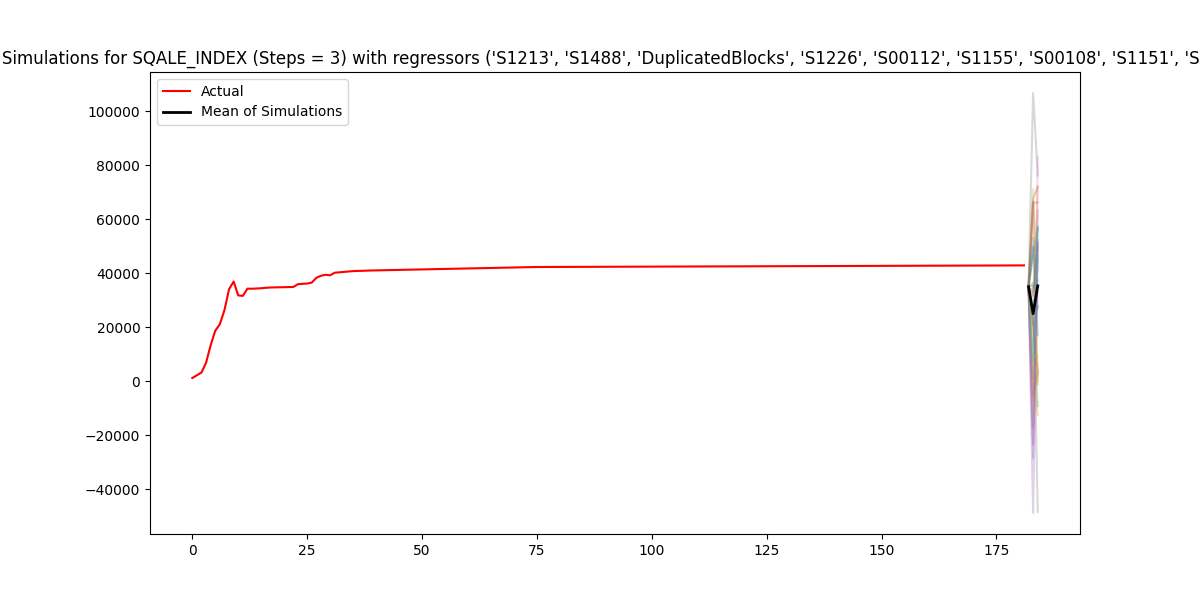 Simulations for SQALE_INDEX (Steps = 3) with regressors ('S1213', 'S1488', 'DuplicatedBlocks', 'S1226', 'S00112', 'S1155', 'S00108', 'S1151', 'S
Actual
Mean of Simulations
100000
80000
60000
40000
20000
0
−20000
−40000
0 25 50 75 100 125 150 175